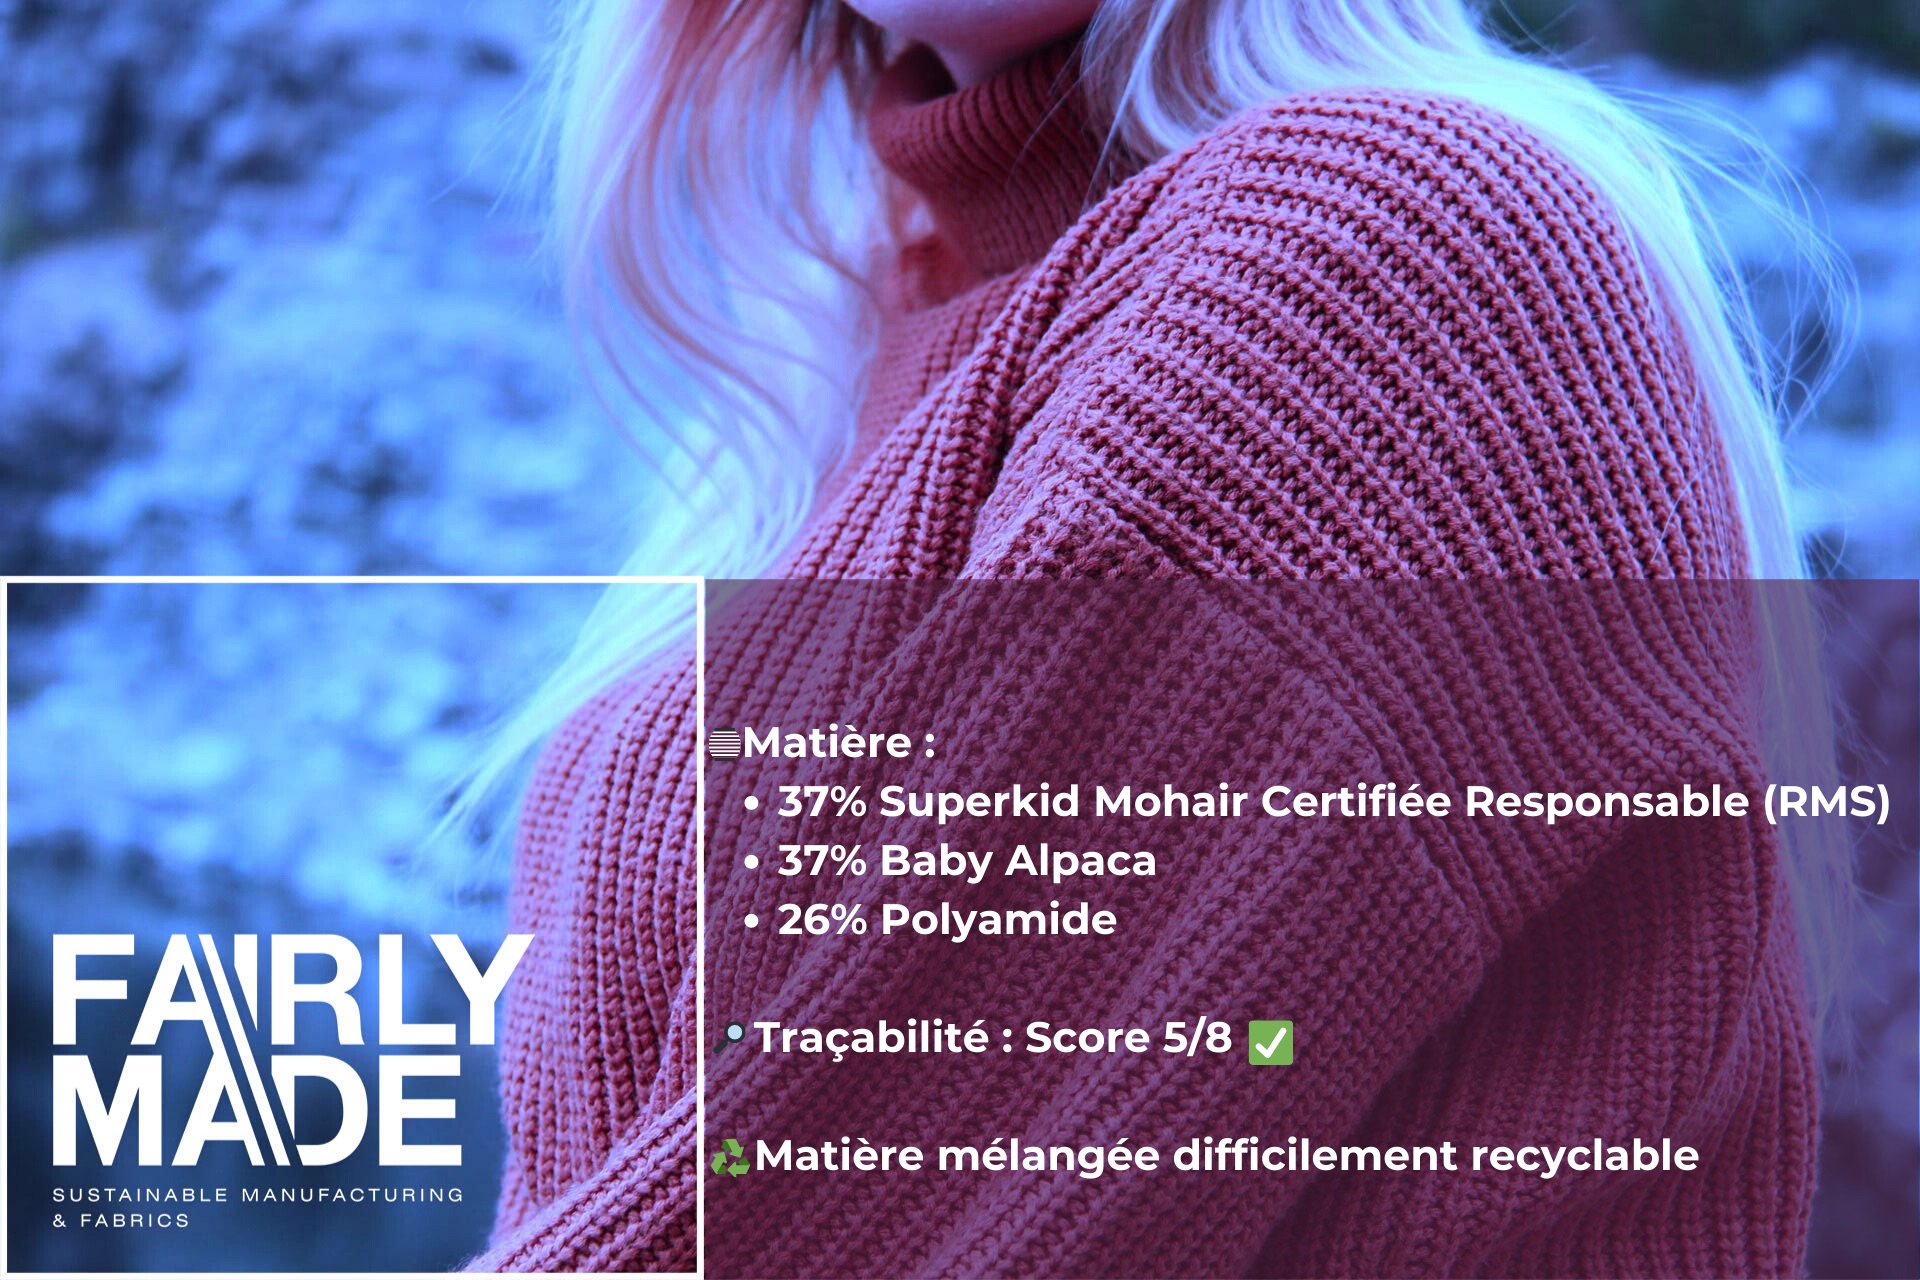 Matière :
• 37% Superkid Mohair Certifiée Responsable (RMS)
• 37% Baby Alpaca
• 26% Polyamide
Traçabilité : Score 5/8 ✅
Matière mélangée difficilement recyclable
FAIRLY
MADE
SUSTAINABLE MANUFACTURING
& FABRICS